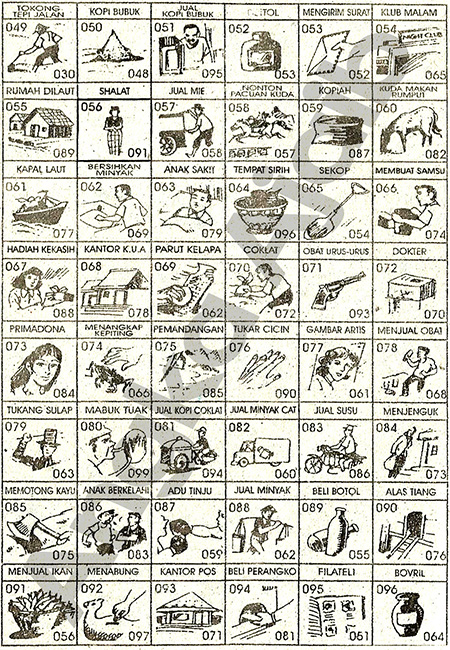 TOKONG
TEPI JALAN
049
030
KOPI BUBUK
050
048
JUAL
KOPI BUBUK
051
095
052
053
MENGIRIM SURAT
053
052
KLUB MALAM
054
NIGHT CLUB
065
RUMAH DILAUT
055
089
SHALAT
056
091
JUAL MIE
057
058
NONTON
PACUAN KUDA
058
057
KOPIAH
059
087
KUDA MAKAN
RUMPUT
060
082
KAPAL LAUT
061
077
BERSIHKAN
MINYAK
062
069
ANAK SAKIT
063
079
TEMPAT SIRIH
064
096
SEKOP
065
054
MEMBUAT SAMSU
066
074
HADIAH KEKASIH
067
088
KANTOR K.U.A
068
078
PARUT KELAPA
069
062
COKLAT
070
072
OBAT URUS-URUS
071
093
DOKTER
072
070
PRIMADONA
073
084
MENANGKAP
KEPITING
074
066
PEMANDANGAN
075
085
TUKAR CICIN
076
090
GAMBAR ARTIS
077
061
MENJUAL OBAT
078
068
TUKANG SULAP
079
063
MABUK TUAK
080
099
JUAL KOPI COKLAT
081
094
JUAL MINYAK CAT
082
060
JUAL SUSU
083
086
MENJENGUK
084
073
MEMOTONG KAYU
085
075
ANAK BERKELAHI
086
083
ADU TINJU
087
059
JUAL MINYAK
088
062
BELI BOTOL
089
055
ALAS TIANG
090
076
MENJUAL IKAN
091
056
MENABUNG
092
097
KANTOR POS
093
071
BELI PERANGKO
094
081
FILATELI
095
051
BOVRIL
096
064